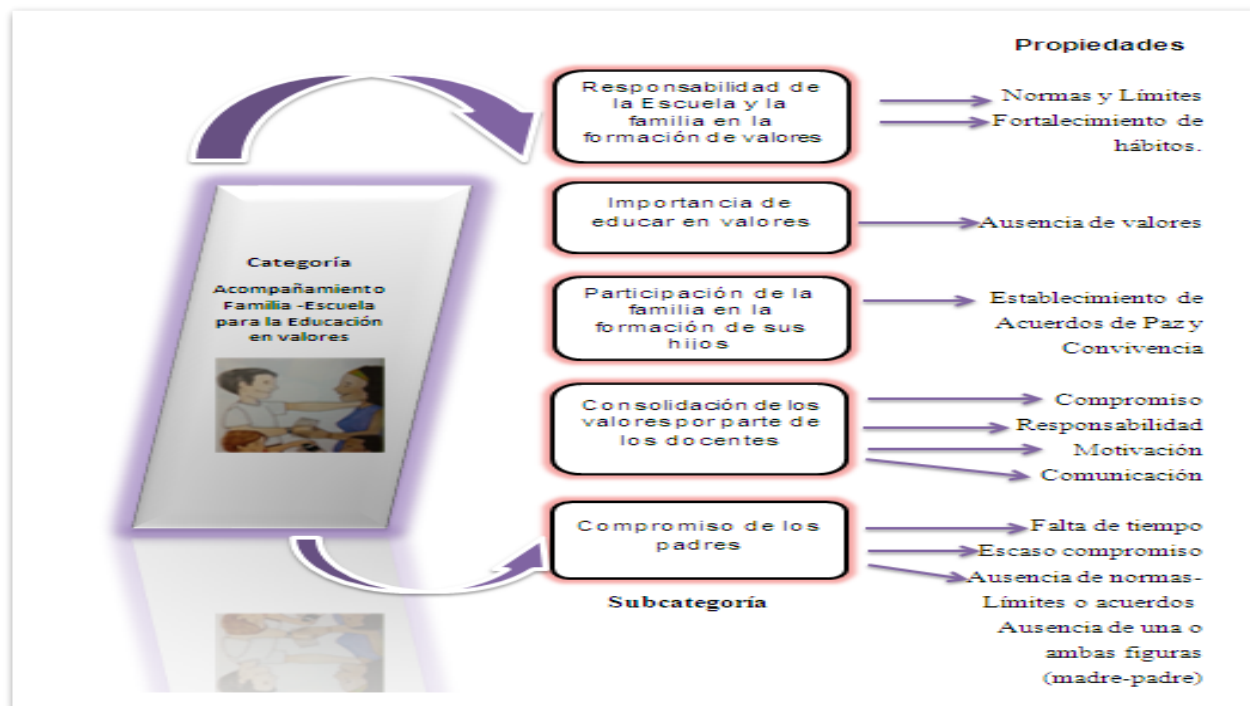 Propiedades
Categoría
Acompañamiento
Familia -Escuela
para la Educación
en valores
Responsabilidad de
la Escuela y la
familia en la
formación de valores
Normas y Límites
Fortalecimiento de
hábitos.
Importancia de
educar en valores
Ausencia de valores
Participación de la
familia en la
formación de sus
hijos
Establecimiento de
Acuerdos de Paz y
Convivencia
Consolidación de los
valores por parte de
los docentes
Compromiso
Responsabilidad
Motivación
Comunicación
Compromiso de los
padres
Falta de tiempo
Escaso compromiso
Ausencia de normas-
Límites o acuerdos
Ausencia de una o
ambas figuras
(madre-padre)
Subcategoría